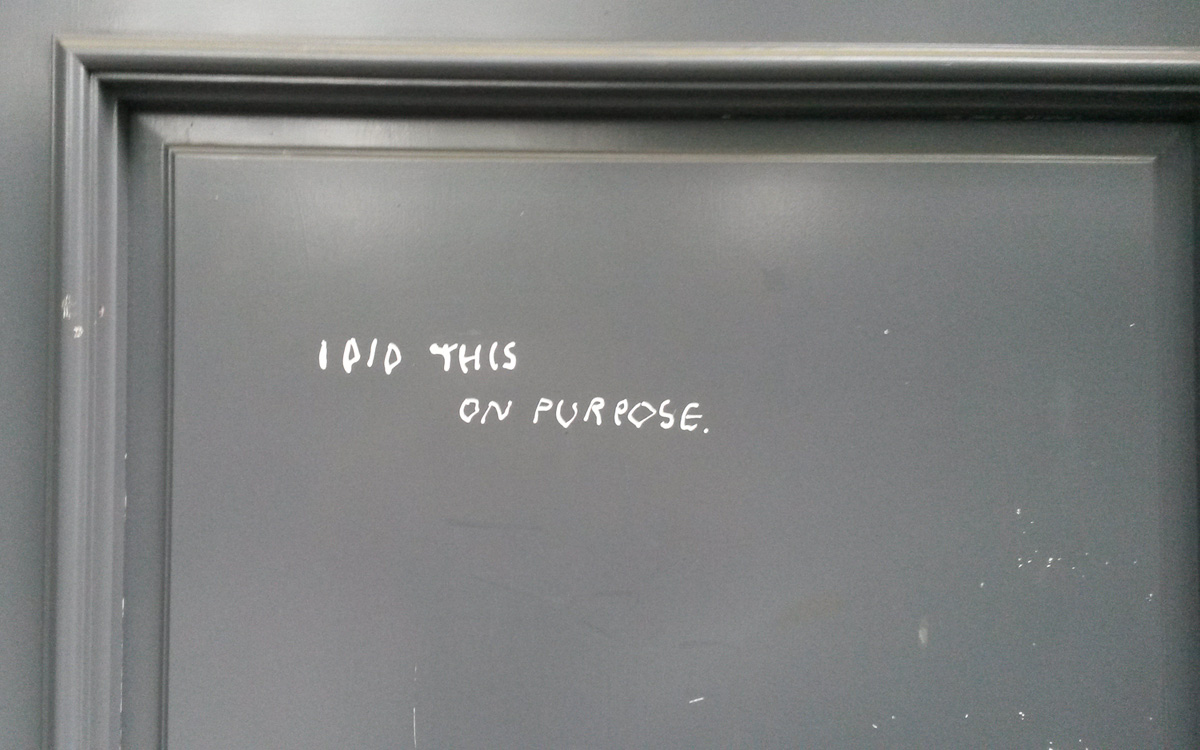 I DID THIS
ON PURPOSE.